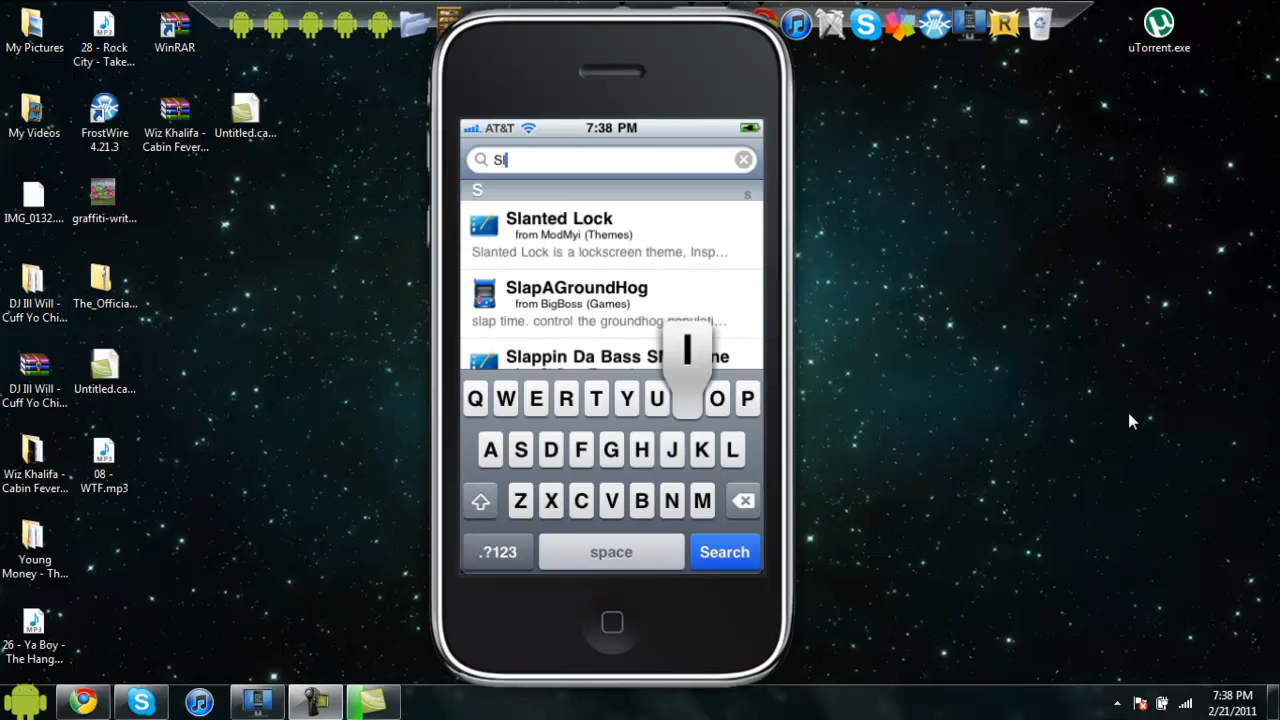 My Pictures
28 - Rock
City - Take...
WinRAR
uTorrent.exe
My Videos
FrostWire
4.21.3
Wiz Khalifa -
Cabin Fever...
Untitled.ca...
IMG_0132....
graffiti-writ...
DJ Ill Will -
Cuff Yo Chi...
The_Officia...
DJ Ill Will -
Cuff Yo Chi...
Untitled.ca...
Wiz Khalifa -
Cabin Fever...
08 -
WTF.mp3
Young
Money - Th...
26 - Ya Boy -
The Hang...
AT&T
7:38 PM
Sl
S
s
Slanted Lock
from ModMyi (Themes)
Slanted Lock is a lockscreen theme, Insp...
SlapAGroundHog
from BigBoss (Games)
slap time. control the groundhog
Slappin Da Bass
I
Q W E R T Y U O P
A S D F G H J K L
Z X C V B N M
.?123
space
Search
7:38 PM
2/21/2011